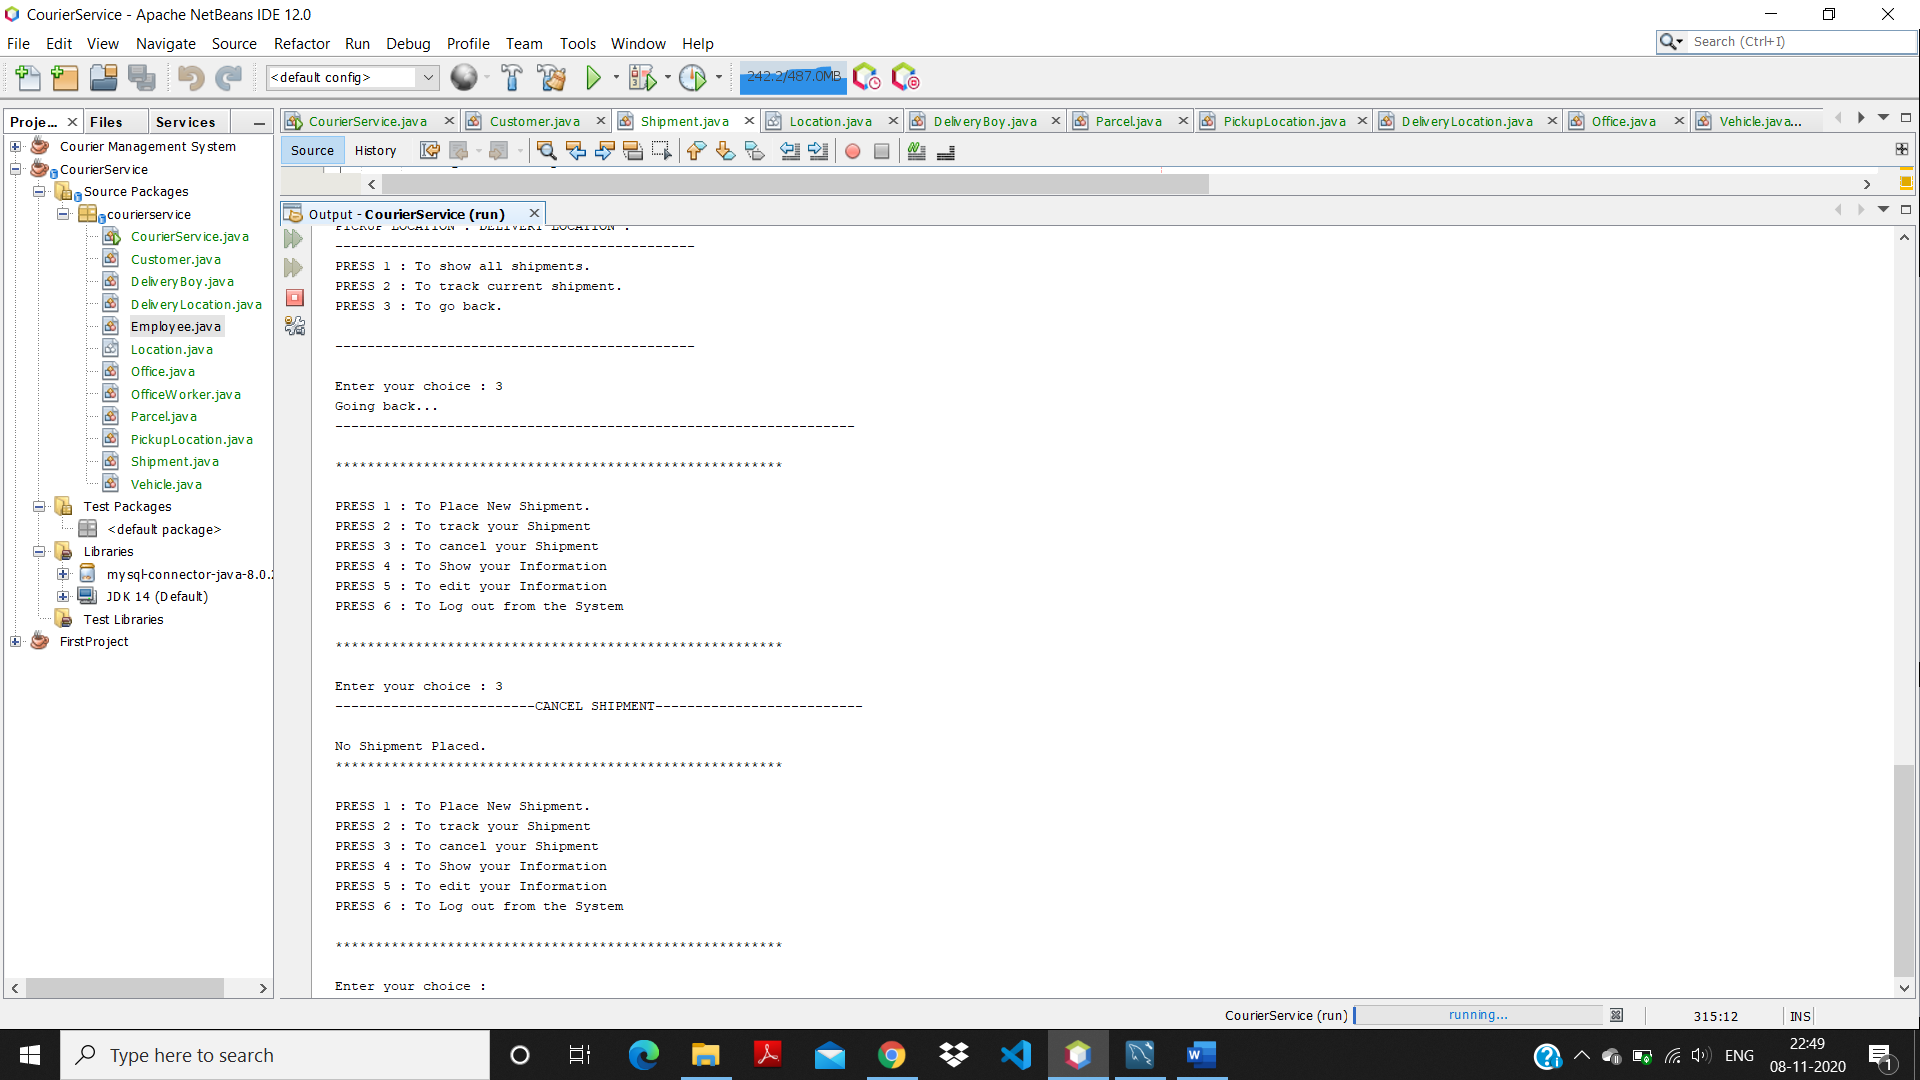 CourierService - Apache NetBeans IDE 12.0
File Edit View Navigate Source Refactor Run Debug Profile Team Tools Window Help
Search (Ctrl+I)
<default config>
242.2/487.0MB
Proje... Files Services
CourierService.java Customer.java Shipment.java Location.java DeliveryBoy.java Parcel.java PickupLocation.java DeliveryLocation.java Office.java Vehicle.java...
Source History
Courier Management System
CourierService
Source Packages
courierservice
CourierService.java
Customer.java
DeliveryBoy.java
DeliveryLocation.java
Employee.java
Location.java
Office.java
OfficeWorker.java
Parcel.java
PickupLocation.java
Shipment.java
Vehicle.java
Test Packages
<default package>
Libraries
mysql-connector-java-8.0.2
JDK 14 (Default)
Test Libraries
FirstProject
Output - CourierService (run)
PICKUP LOCATION : DELIVERY LOCATION :
---------------------------------------------
PRESS 1 : To show all shipments.
PRESS 2 : To track current shipment.
PRESS 3 : To go back.
---------------------------------------------
Enter your choice : 3
Going back...
-----------------------------------------------------------------
********************************************************
PRESS 1 : To Place New Shipment.
PRESS 2 : To track your Shipment
PRESS 3 : To cancel your Shipment
PRESS 4 : To Show your Information
PRESS 5 : To edit your Information
PRESS 6 : To Log out from the System
********************************************************
Enter your choice : 3
-------------------------CANCEL SHIPMENT--------------------------
No Shipment Placed.
********************************************************
PRESS 1 : To Place New Shipment.
PRESS 2 : To track your Shipment
PRESS 3 : To cancel your Shipment
PRESS 4 : To Show your Information
PRESS 5 : To edit your Information
PRESS 6 : To Log out from the System
********************************************************
Enter your choice :
CourierService (run) running... 315:12 INS
Type here to search
ENG
22:49
08-11-2020
1